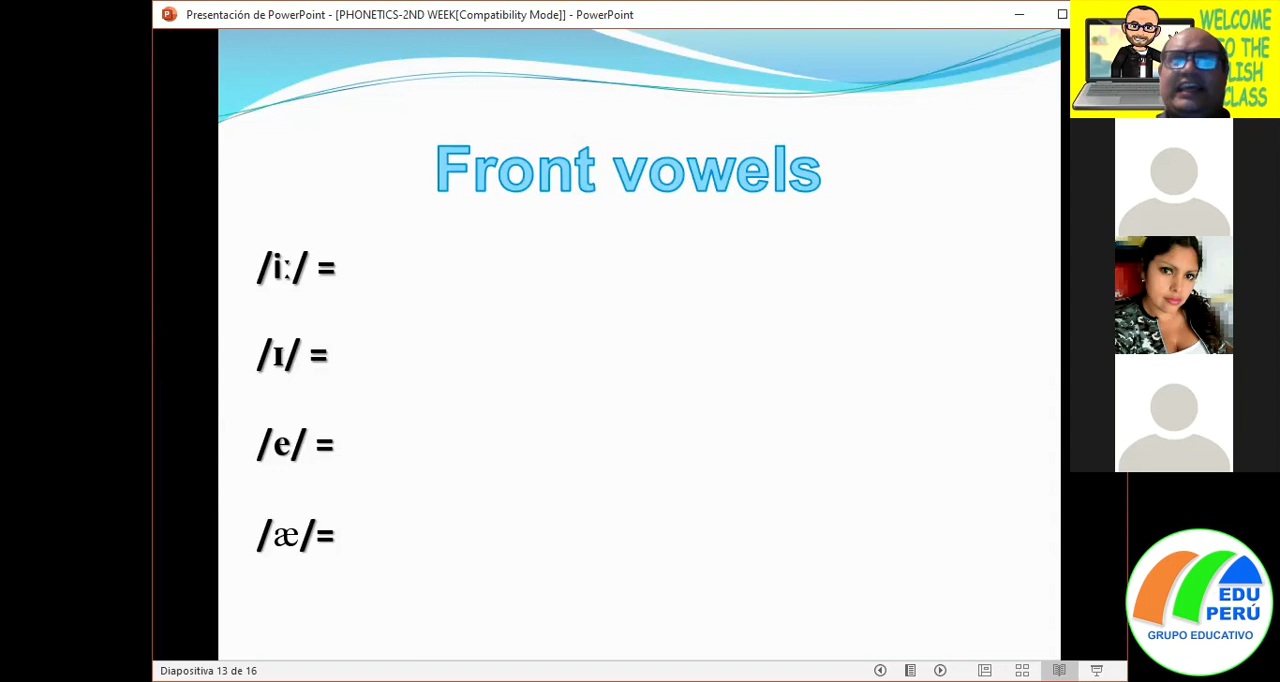 Presentación de PowerPoint - [PHONETICS-2ND WEEK[Compatibility Mode]] - PowerPoint
WELCOME
TO THE
LISH
CLASS
Front vowels
/iː/ =
/ɪ/ =
/e/ =
/æ/=
EDU
PERÚ
GRUPO EDUCATIVO
Diapositiva 13 de 16